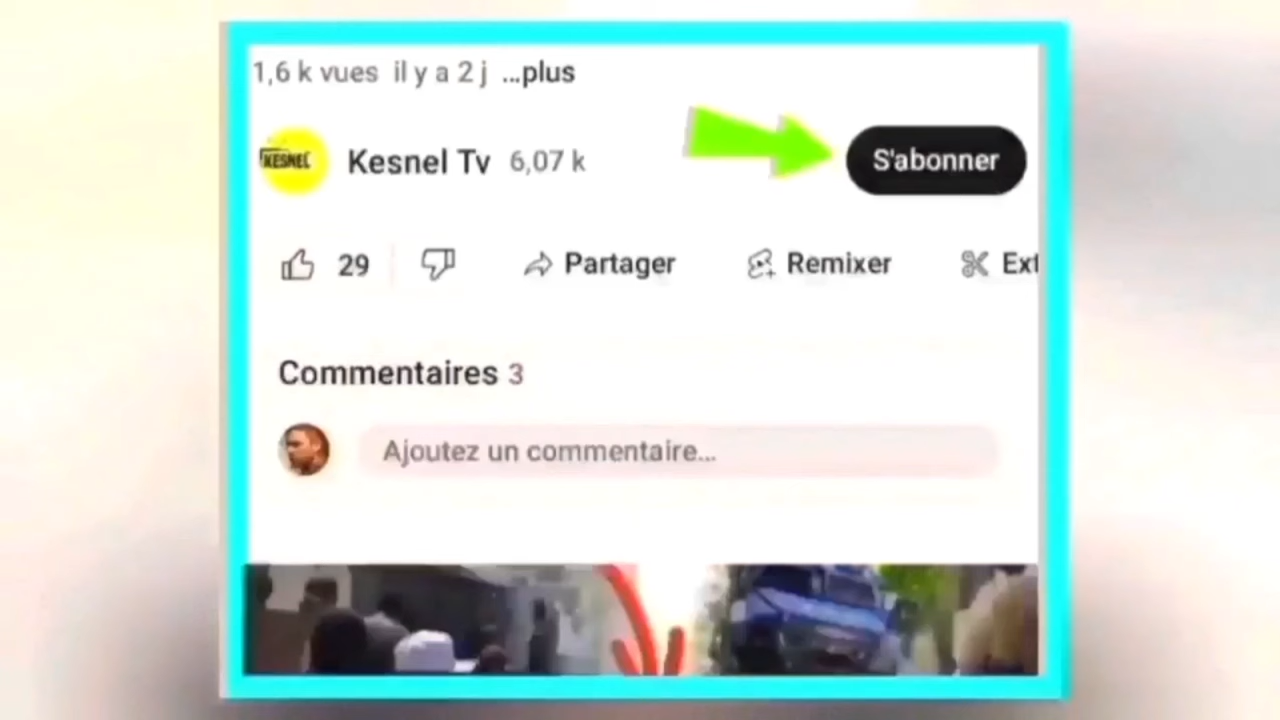 1,6 k vues il y a 2 j ...plus
KESNEL
Kesnel Tv 6,07 k
S'abonner
29
Partager
Remixer
Ext
Commentaires 3
Ajoutez un commentaire...